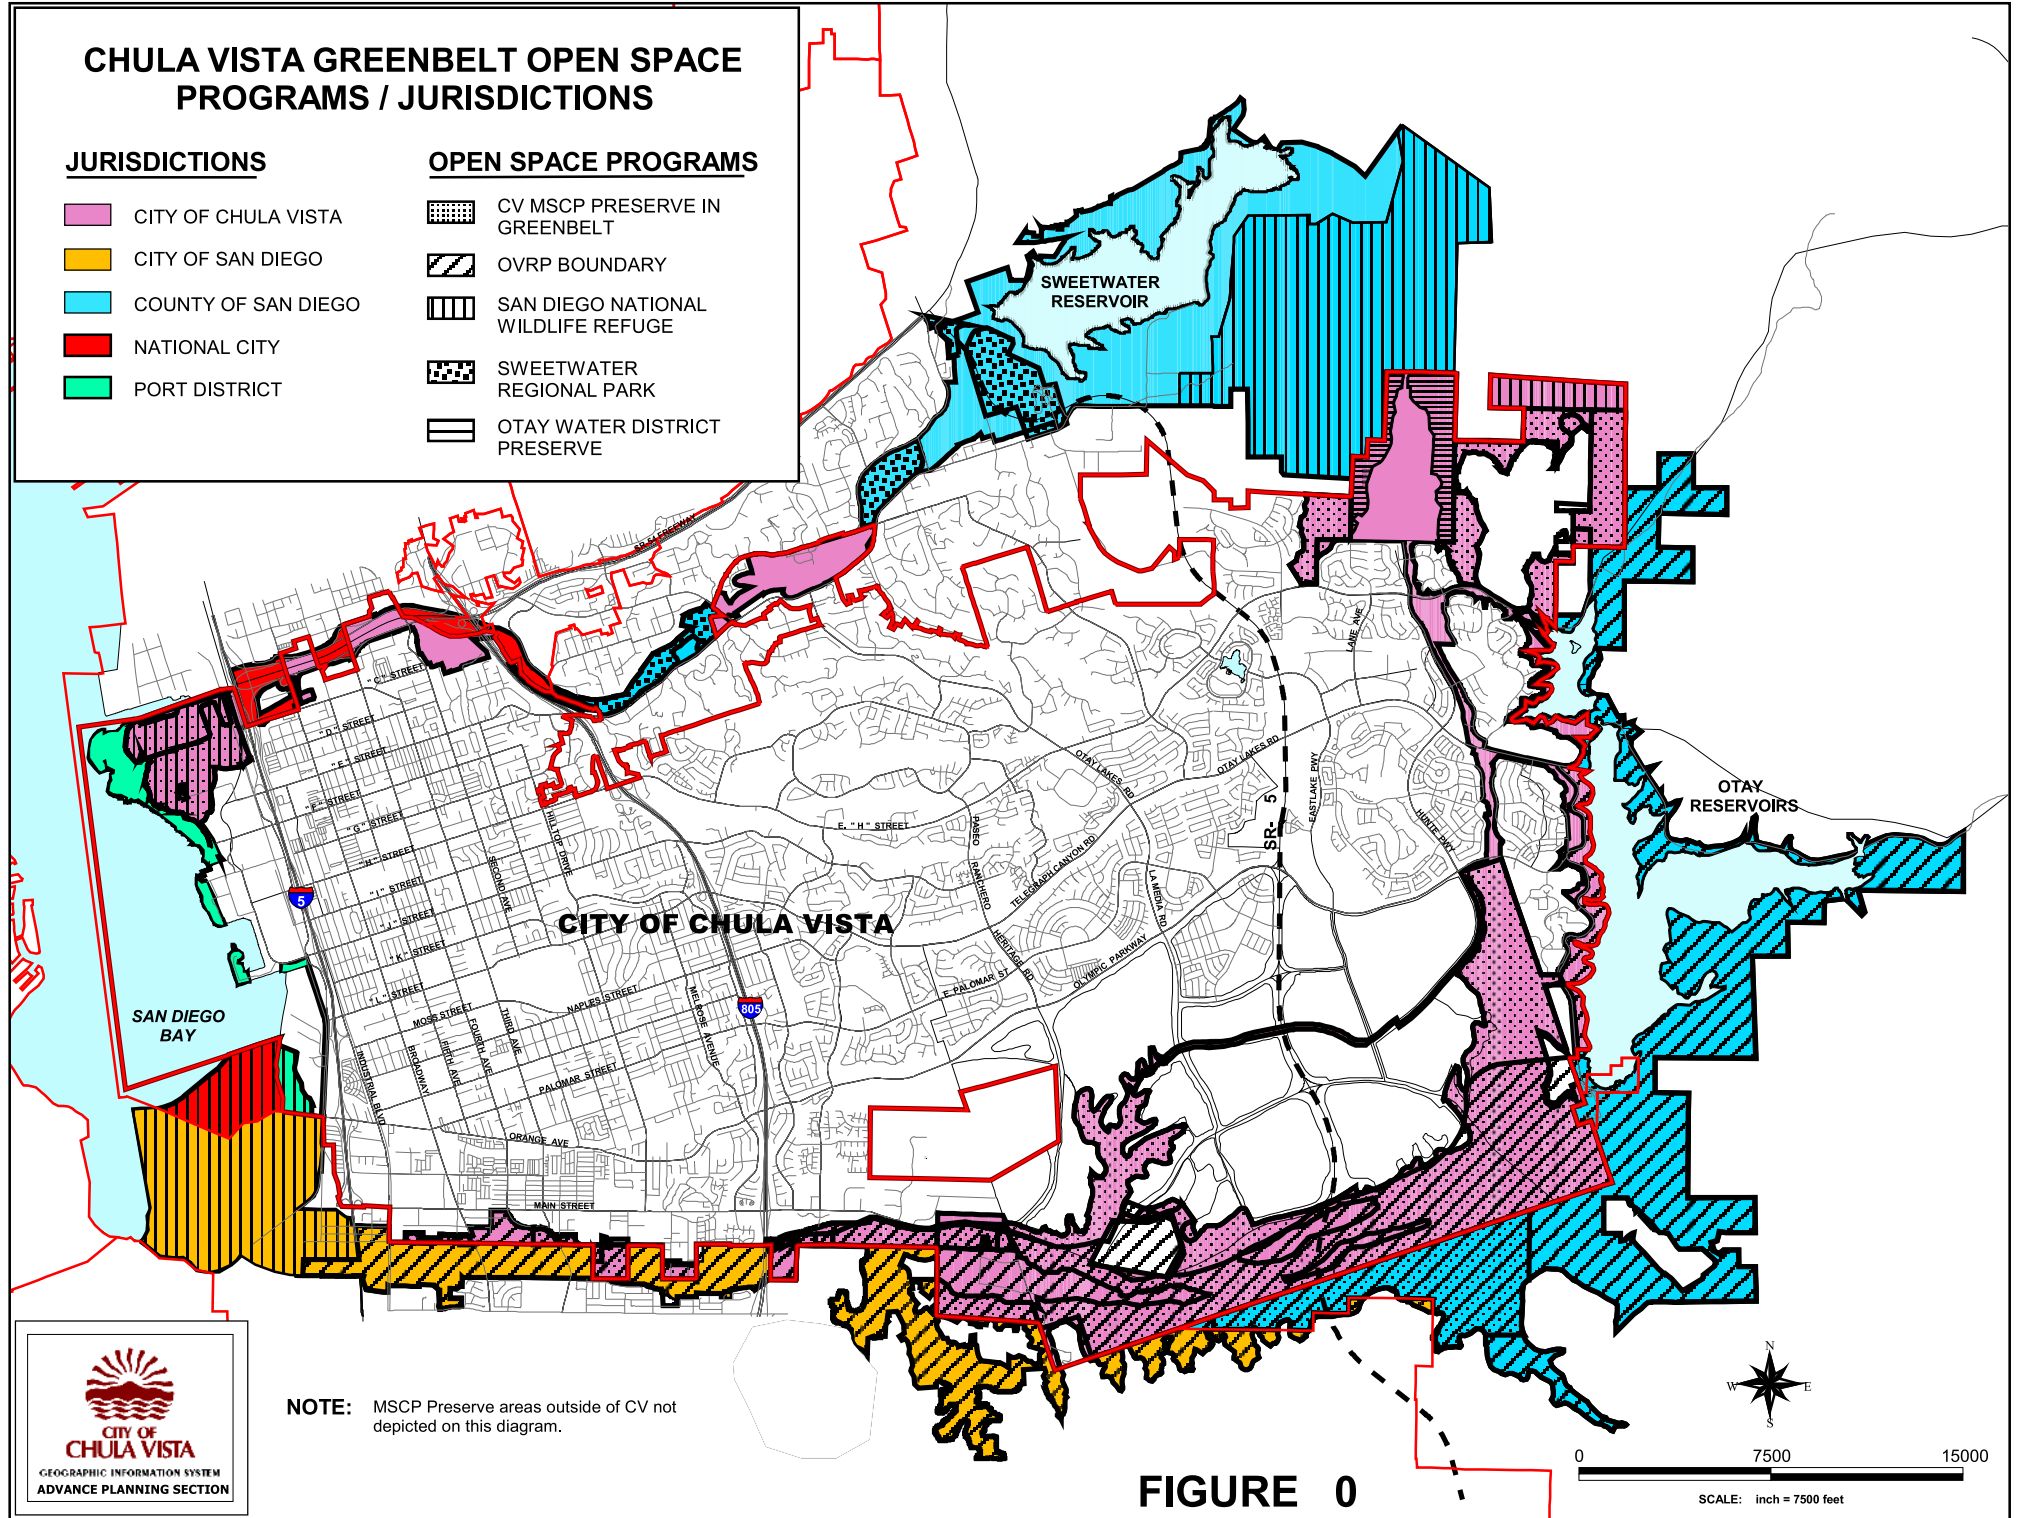 CHULA VISTA GREENBELT OPEN SPACE
PROGRAMS / JURISDICTIONS
JURISDICTIONS
CITY OF CHULA VISTA
CITY OF SAN DIEGO
COUNTY OF SAN DIEGO
NATIONAL CITY
PORT DISTRICT
OPEN SPACE PROGRAMS
CV MSCP PRESERVE IN
GREENBELT
OVRP BOUNDARY
SAN DIEGO NATIONAL
WILDLIFE REFUGE
SWEETWATER
REGIONAL PARK
OTAY WATER DISTRICT
PRESERVE
SWEETWATER
RESERVOIR
SR-54 FREEWAY
"C" STREET
"D" STREET
"E" STREET
"F" STREET
"G" STREET
"H" STREET
"I" STREET
"J" STREET
"K" STREET
"L" STREET
MOSS STREET
NAPLES STREET
PALOMAR STREET
ORANGE AVE
MAIN STREET
INDUSTRIAL BLVD
BROADWAY
FIFTH AVE
FOURTH AVE
THIRD AVE
SECOND AVE
HILLTOP DRIVE
MELROSE AVENUE
5
805
CITY OF CHULA VISTA
E. "H" STREET
PASEO
RANCHERO
TELEGRAPH CANYON RD
OTAY LAKES
RD
OTAY LAKES RD
LA MEDIA RD
HERITAGE RD
E. PALOMAR ST
OLYMPIC PARKWAY
SR- 5
EASTLAKE PWY
LANE AVE
HUNTE PWY
OTAY
RESERVOIRS
SAN DIEGO
BAY
CITY OF
CHULA VISTA
GEOGRAPHIC INFORMATION SYSTEM
ADVANCE PLANNING SECTION
NOTE: MSCP Preserve areas outside of CV not
depicted on this diagram.
FIGURE 0
N
W
E
S
0 7500 15000
SCALE: inch = 7500 feet